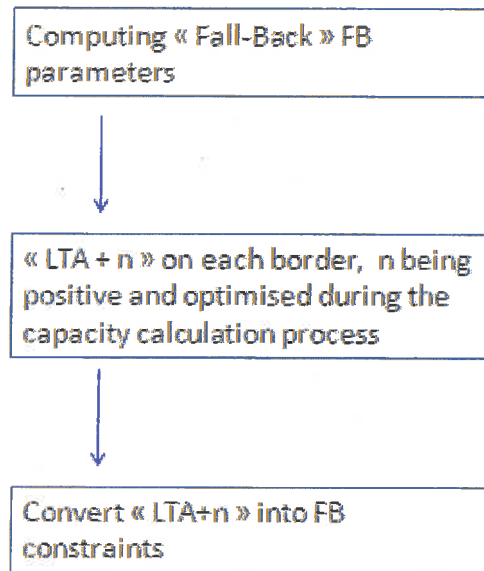 Computing « Fall-Back » FB
parameters
« LTA + n » on each border, n being
positive and optimised during the
capacity calculation process
Convert « LTA+n » into FB
constraints